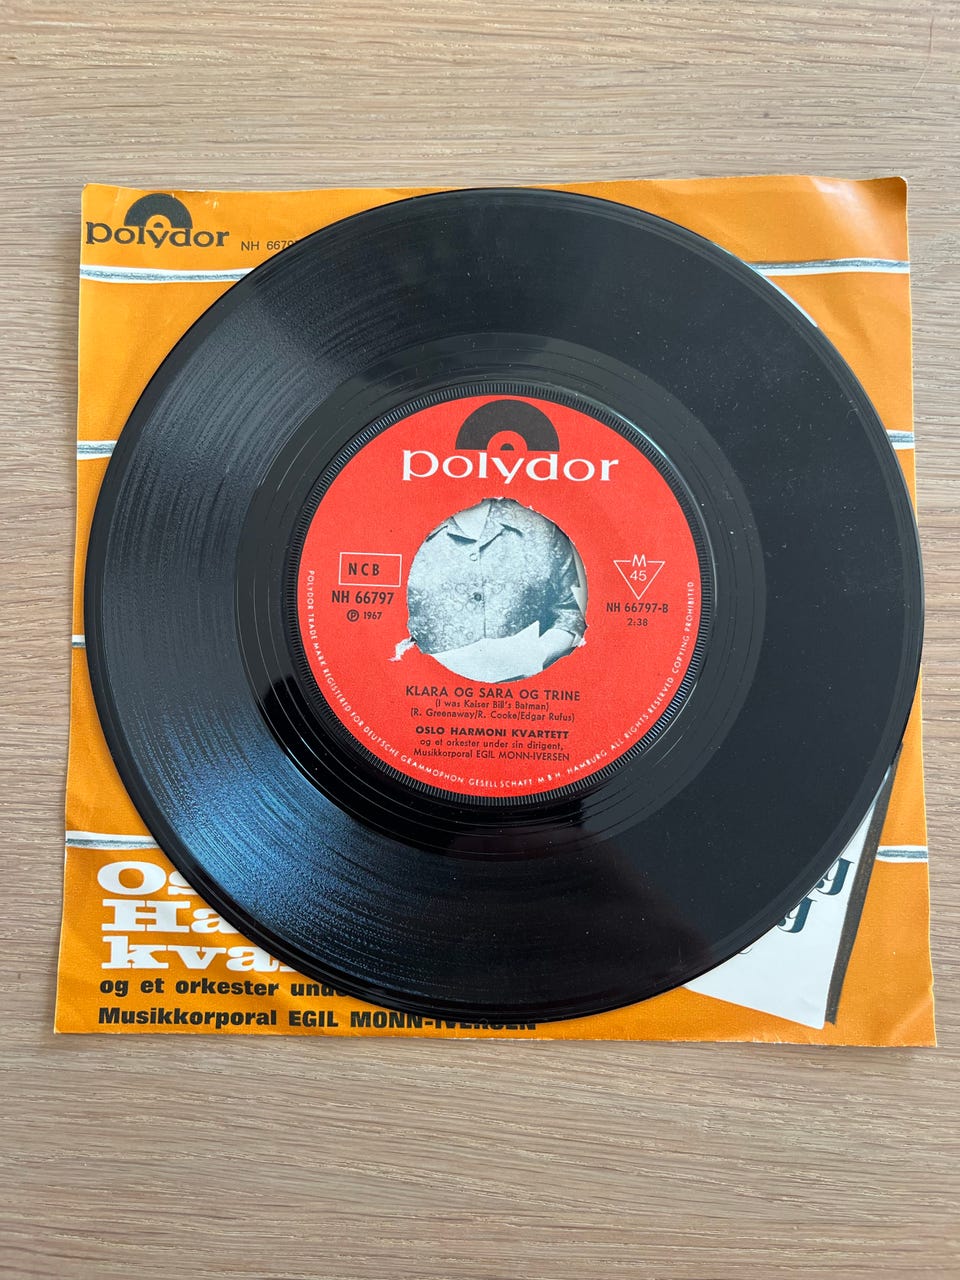 polydor
NH 6679
polydor
NCB
NH 66797
℗ 1967
M
45
NH 66797-B
2:38
KLARA OG SARA OG TRINE
(I was Kaiser Bill's Batman)
(R. Greenaway/R. Cooke/Edgar Rufus)
OSLO HARMONI KVARTETT
og et orkester under sin dirigent,
Musikkorporal EGIL MONN-IVERSEN
POLYDOR TRADE MARK REGISTERED FOR DEUTSCHE GRAMMOPHON GESELLSCHAFT M.B.H. HAMBURG ALL RIGHTS RESERVED COPYING PROHIBITED
Os
Ha
kva
og et orkester unde
Musikkorporal EGIL MONN-IVERSEN